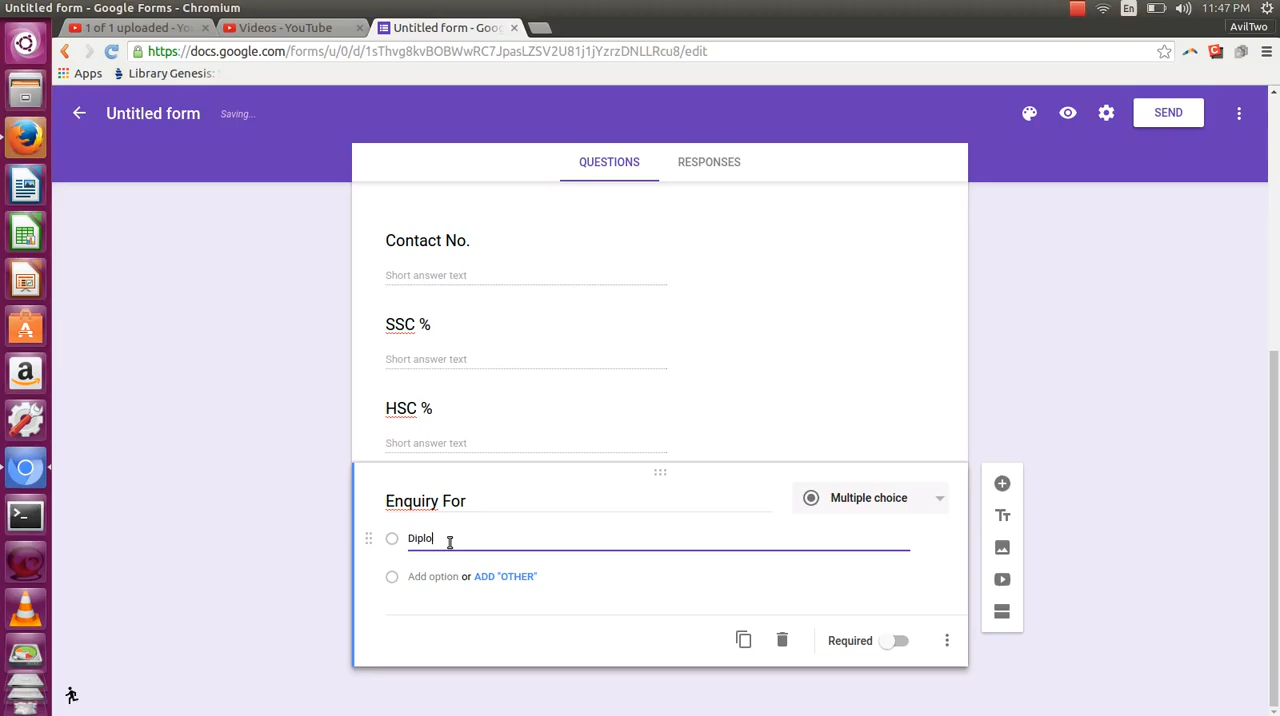 Untitled form - Google Forms - Chromium
En
11:47 PM
1 of 1 uploaded - Yo
Videos - YouTube
Untitled form - Goog
AvilTwo
https://docs.google.com/forms/u/0/d/1sThvg8kvBOBWwRC7JpasLZSV2U81j1jYzrzDNLLRcu8/edit
Apps
Library Genesis:
Untitled form
Saving...
SEND
QUESTIONS
RESPONSES
Contact No.
Short answer text
SSC %
Short answer text
HSC %
Short answer text
Enquiry For
Multiple choice
Diplo
Add option or ADD "OTHER"
Required